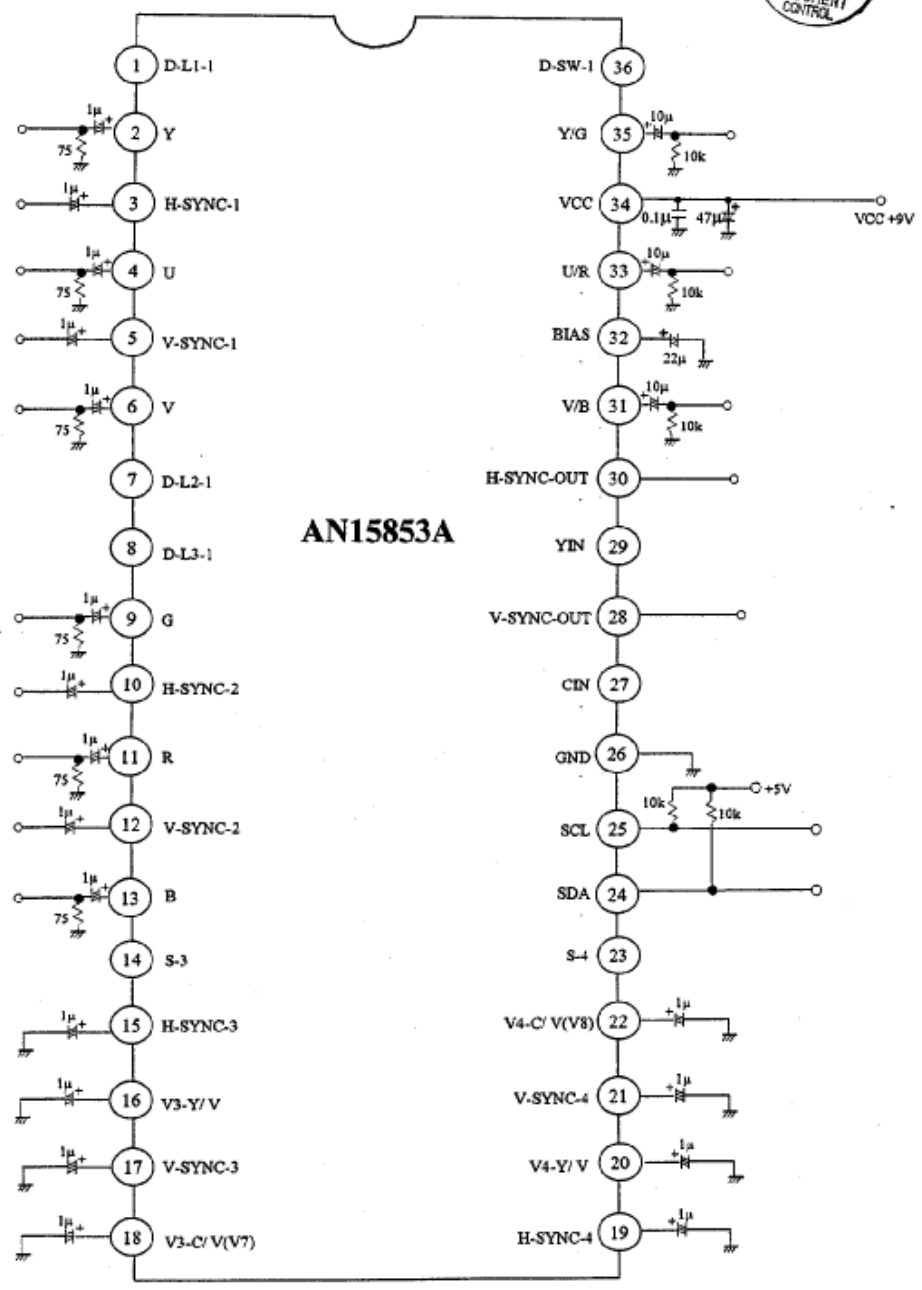 CONTROL
1 D-L1-1 D-SW-1 36
1μ + 2 Y 75
Y/G 35 + 10μ 10k
1μ + 3 H-SYNC-1
VCC 34 0.1μ 47μ + VCC +9V
1μ + 4 U 75
U/R 33 + 10μ 10k
1μ + 5 V-SYNC-1
BIAS 32 + 22μ
1μ + 6 V 75
V/B 31 + 10μ 10k
7 D-L2-1 H-SYNC-OUT 30
AN15853A
8 D-L3-1 YIN 29
1μ + 9 G 75
V-SYNC-OUT 28
1μ + 10 H-SYNC-2
CIN 27
1μ + 11 R 75
GND 26
+5V
10k 10k
1μ + 12 V-SYNC-2
SCL 25
1μ + 13 B 75
SDA 24
14 S-3 S-4 23
1μ + 15 H-SYNC-3
V4-C/ V(V8) 22 + 1μ
1μ + 16 V3-Y/ V
V-SYNC-4 21 + 1μ
1μ + 17 V-SYNC-3
V4-Y/ V 20 + 1μ
1μ + 18 V3-C/ V(V7)
H-SYNC-4 19 + 1μ